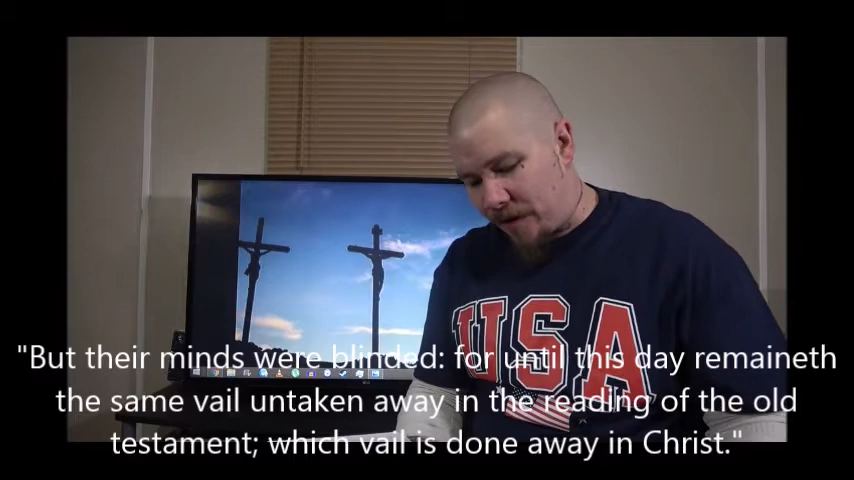 USA
"But their minds were blinded: for until this day remaineth
the same vail untaken away in the reading of the old
testament; which vail is done away in Christ."